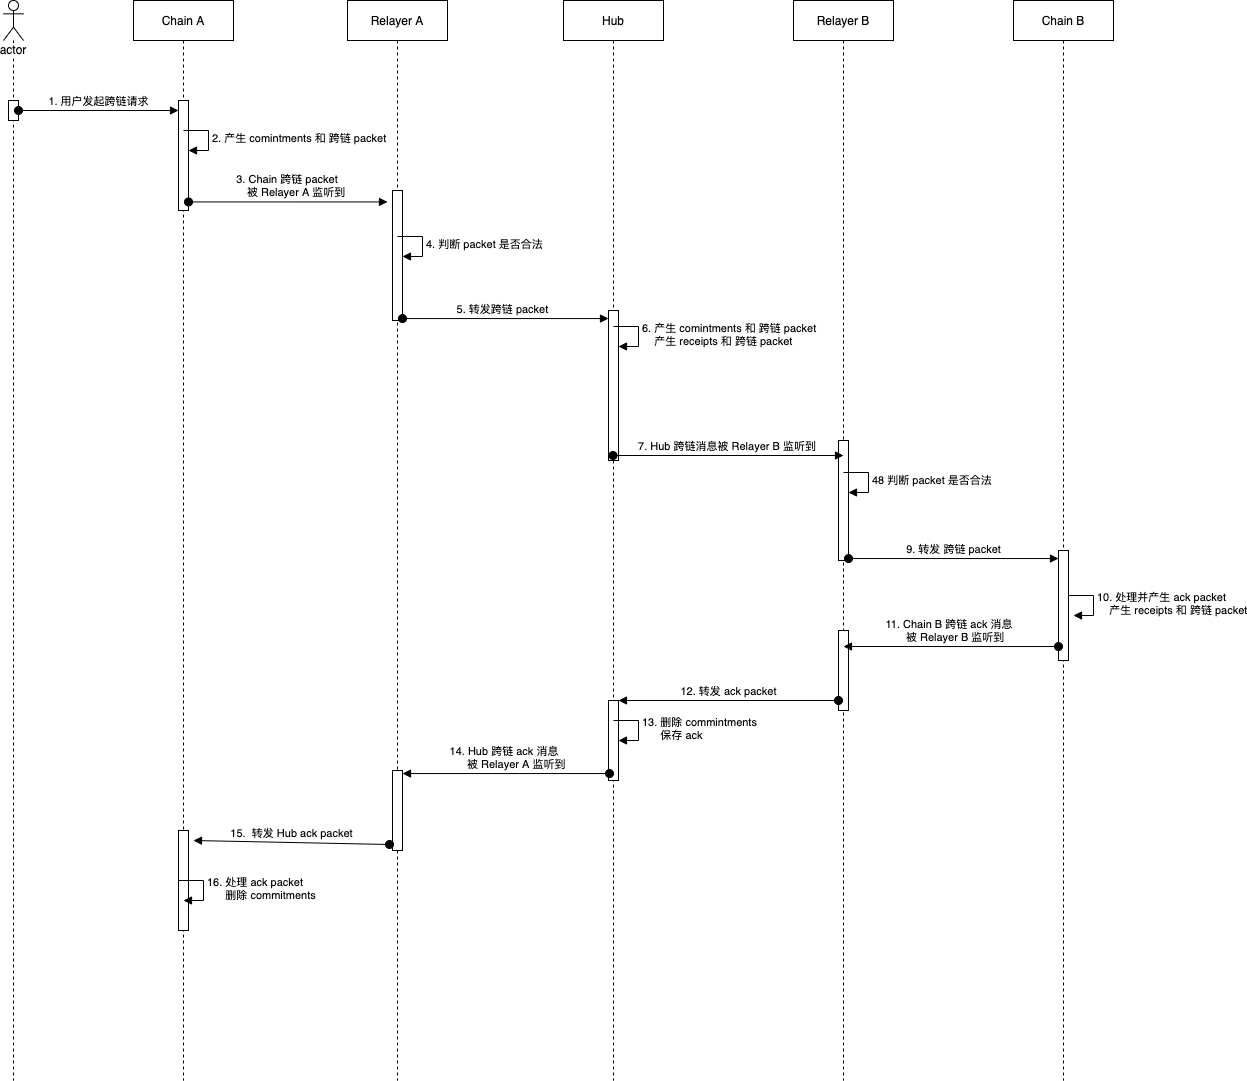 actor
Chain A
Relayer A
Hub
Relayer B
Chain B
1. 用户发起跨链请求
2. 产生 comintments 和 跨链 packet
3. Chain 跨链 packet
被 Relayer A 监听到
4. 判断 packet 是否合法
5. 转发跨链 packet
6. 产生 comintments 和 跨链 packet
产生 receipts 和 跨链 packet
7. Hub 跨链消息被 Relayer B 监听到
48 判断 packet 是否合法
9. 转发 跨链 packet
10. 处理并产生 ack packet
产生 receipts 和 跨链 packet
11. Chain B 跨链 ack 消息
被 Relayer B 监听到
12. 转发 ack packet
13. 删除 commintments
保存 ack
14. Hub 跨链 ack 消息
被 Relayer A 监听到
15. 转发 Hub ack packet
16. 处理 ack packet
删除 commitments